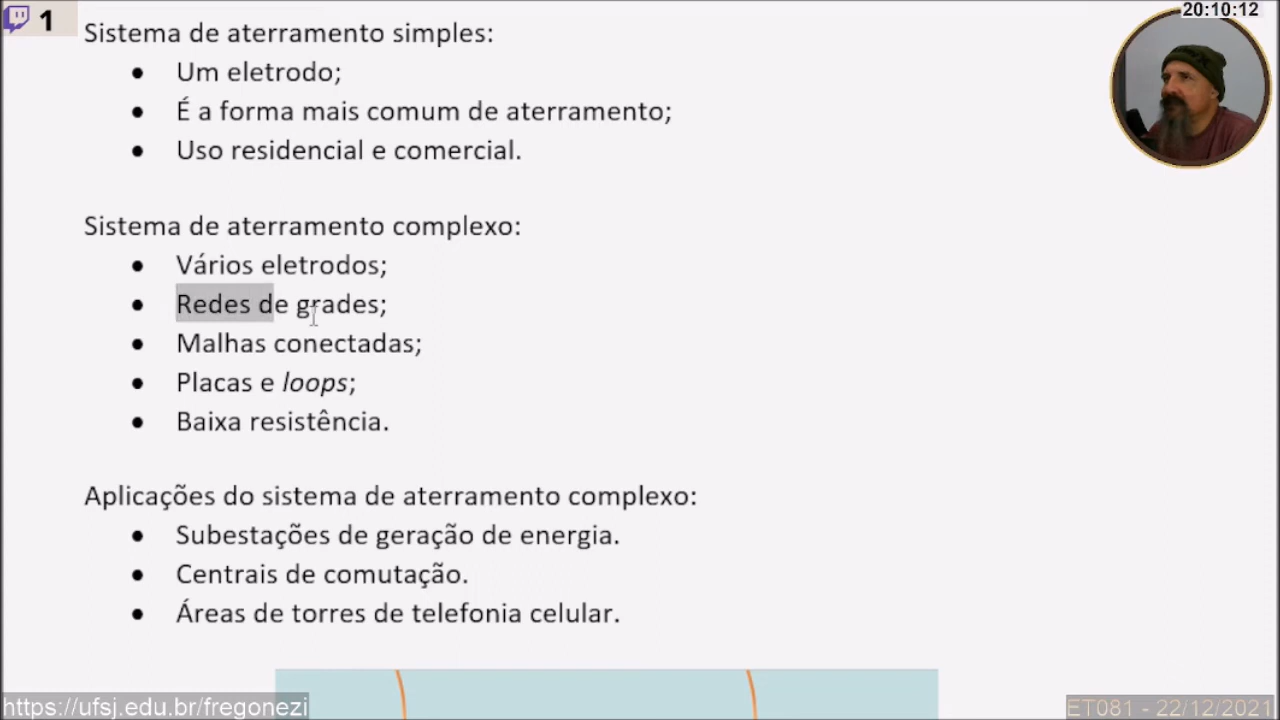 1
20:10:12
Sistema de aterramento simples:
• Um eletrodo;
• É a forma mais comum de aterramento;
• Uso residencial e comercial.
Sistema de aterramento complexo:
• Vários eletrodos;
• Redes de grades;
• Malhas conectadas;
• Placas e loops;
• Baixa resistência.
Aplicações do sistema de aterramento complexo:
• Subestações de geração de energia.
• Centrais de comutação.
• Áreas de torres de telefonia celular.
https://ufsj.edu.br/fregonezi
ET081 - 22/12/2021